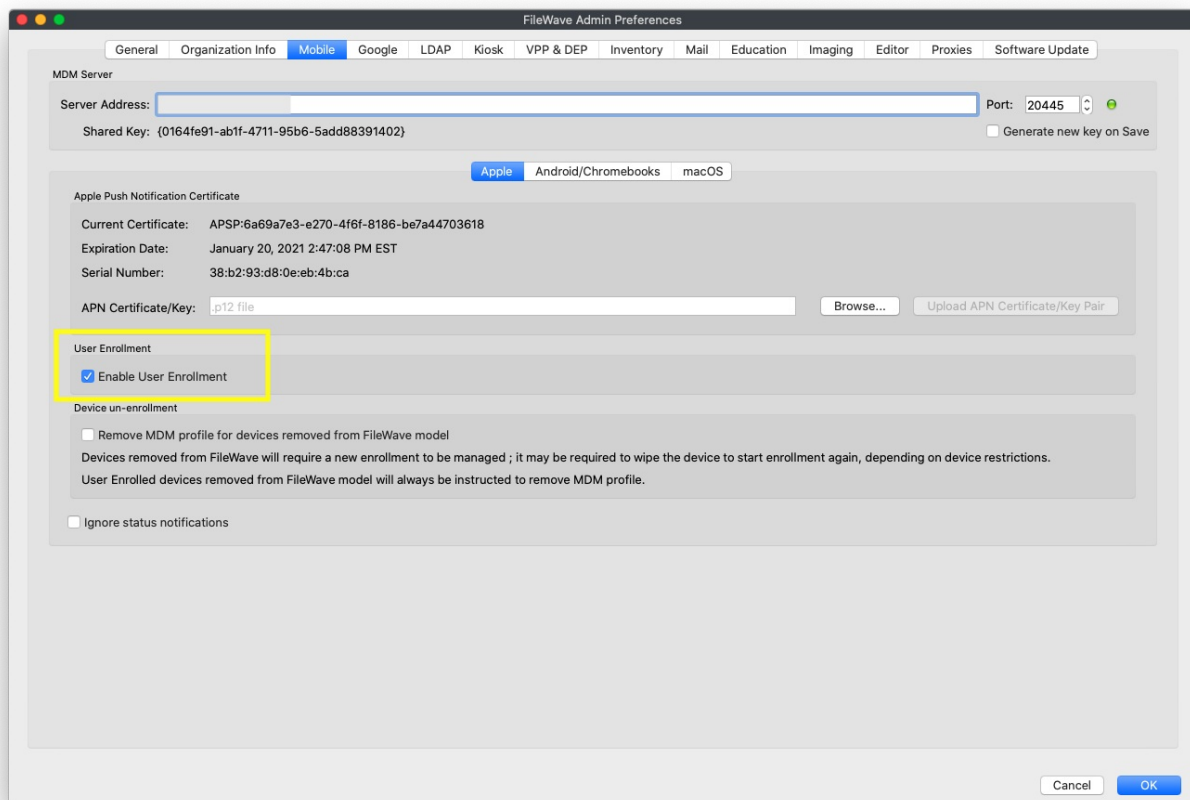 FileWave Admin Preferences
General Organization Info Mobile Google LDAP Kiosk VPP & DEP Inventory Mail Education Imaging Editor Proxies Software Update
MDM Server
Server Address: Port: 20445
Shared Key: {0164fe91-ab1f-4711-95b6-5add88391402} Generate new key on Save
Apple Android/Chromebooks macOS
Apple Push Notification Certificate
Current Certificate: APSP:6a69a7e3-e270-4f6f-8186-be7a44703618
Expiration Date: January 20, 2021 2:47:08 PM EST
Serial Number: 38:b2:93:d8:0e:eb:4b:ca
APN Certificate/Key: .p12 file Browse... Upload APN Certificate/Key Pair
User Enrollment
Enable User Enrollment
Device un-enrollment
Remove MDM profile for devices removed from FileWave model
Devices removed from FileWave will require a new enrollment to be managed ; it may be required to wipe the device to start enrollment again, depending on device restrictions.
User Enrolled devices removed from FileWave model will always be instructed to remove MDM profile.
Ignore status notifications
Cancel OK